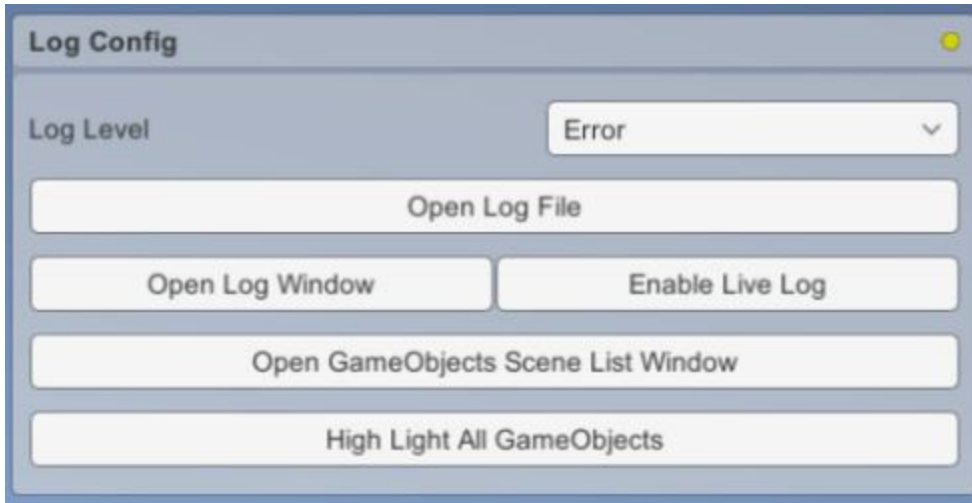 Log Config
Log Level Error
Open Log File
Open Log Window Enable Live Log
Open GameObjects Scene List Window
High Light All GameObjects